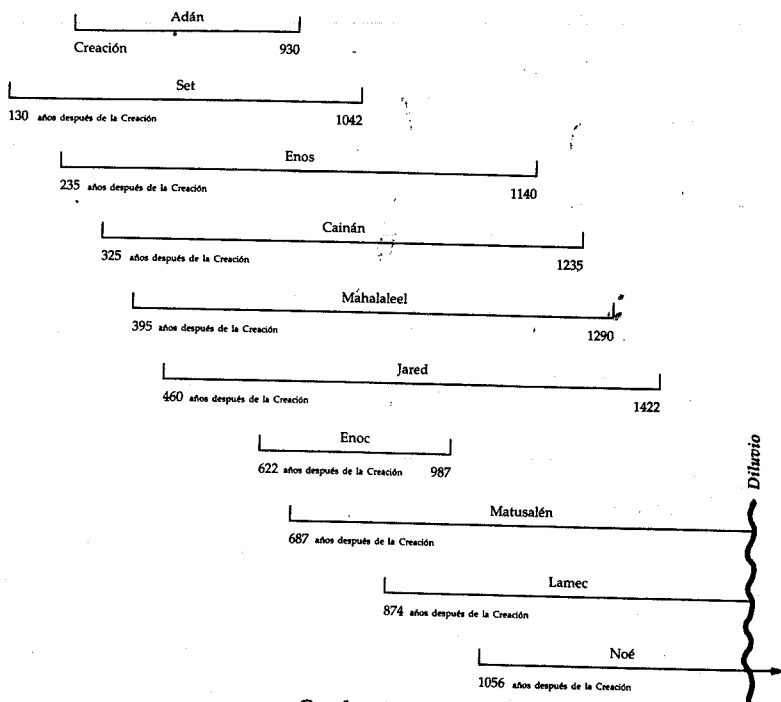 Adán
Creación 930
Set
130 años después de la Creación 1042
Enos
235 años después de la Creación 1140
Cainán
325 años después de la Creación 1235
Mahalaleel
395 años después de la Creación 1290
Jared
460 años después de la Creación 1422
Enoc
622 años después de la Creación 987
Diluvio
Matusalén
687 años después de la Creación
Lamec
874 años después de la Creación
Noé
1056 años después de la Creación